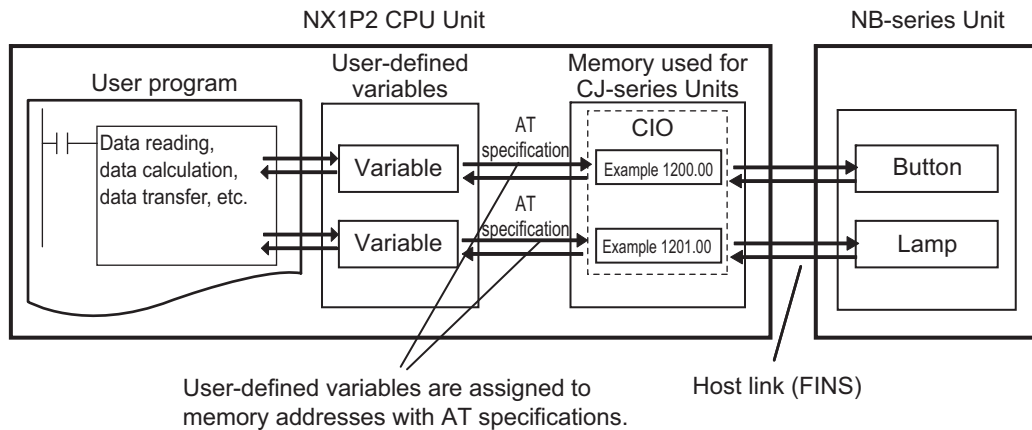 NX1P2 CPU Unit
NB-series Unit
User program
User-defined
variables
Memory used for
CJ-series Units
Data reading,
data calculation,
data transfer, etc.
Variable
AT
specification
CIO
Example 1200.00
Button
Variable
AT
specification
Example 1201.00
Lamp
User-defined variables are assigned to
memory addresses with AT specifications.
Host link (FINS)